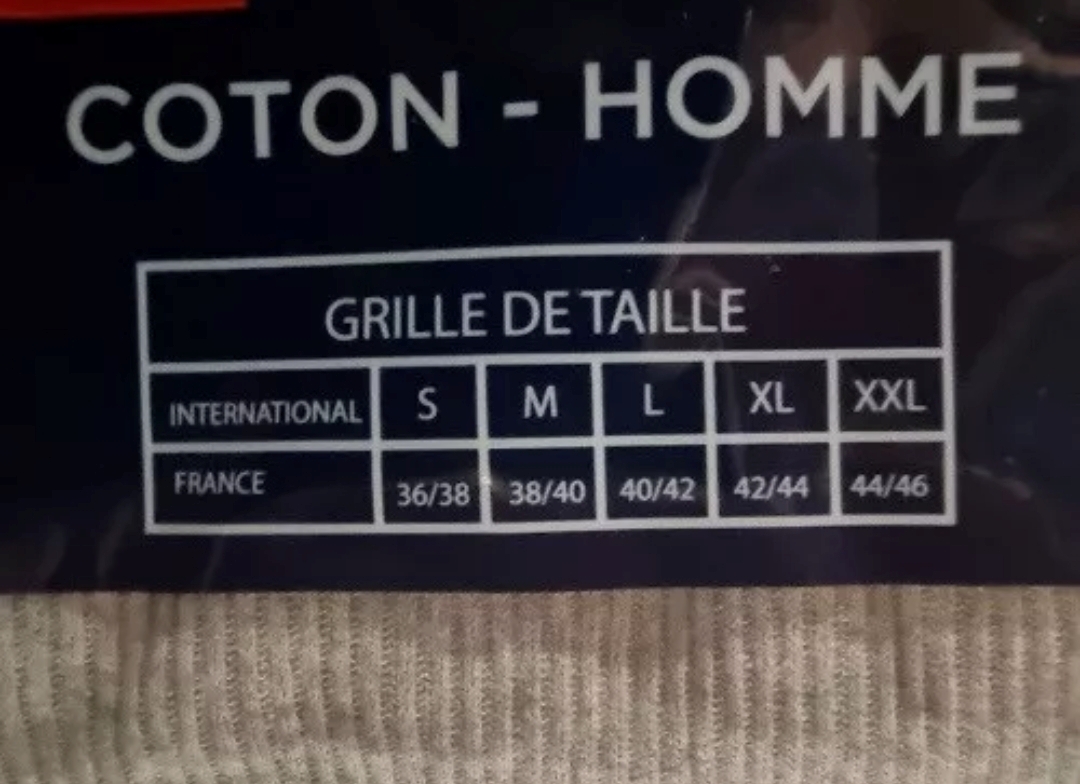 COTON - HOMME
GRILLE DE TAILLE
INTERNATIONAL S M L XL XXL
FRANCE 36/38 38/40 40/42 42/44 44/46